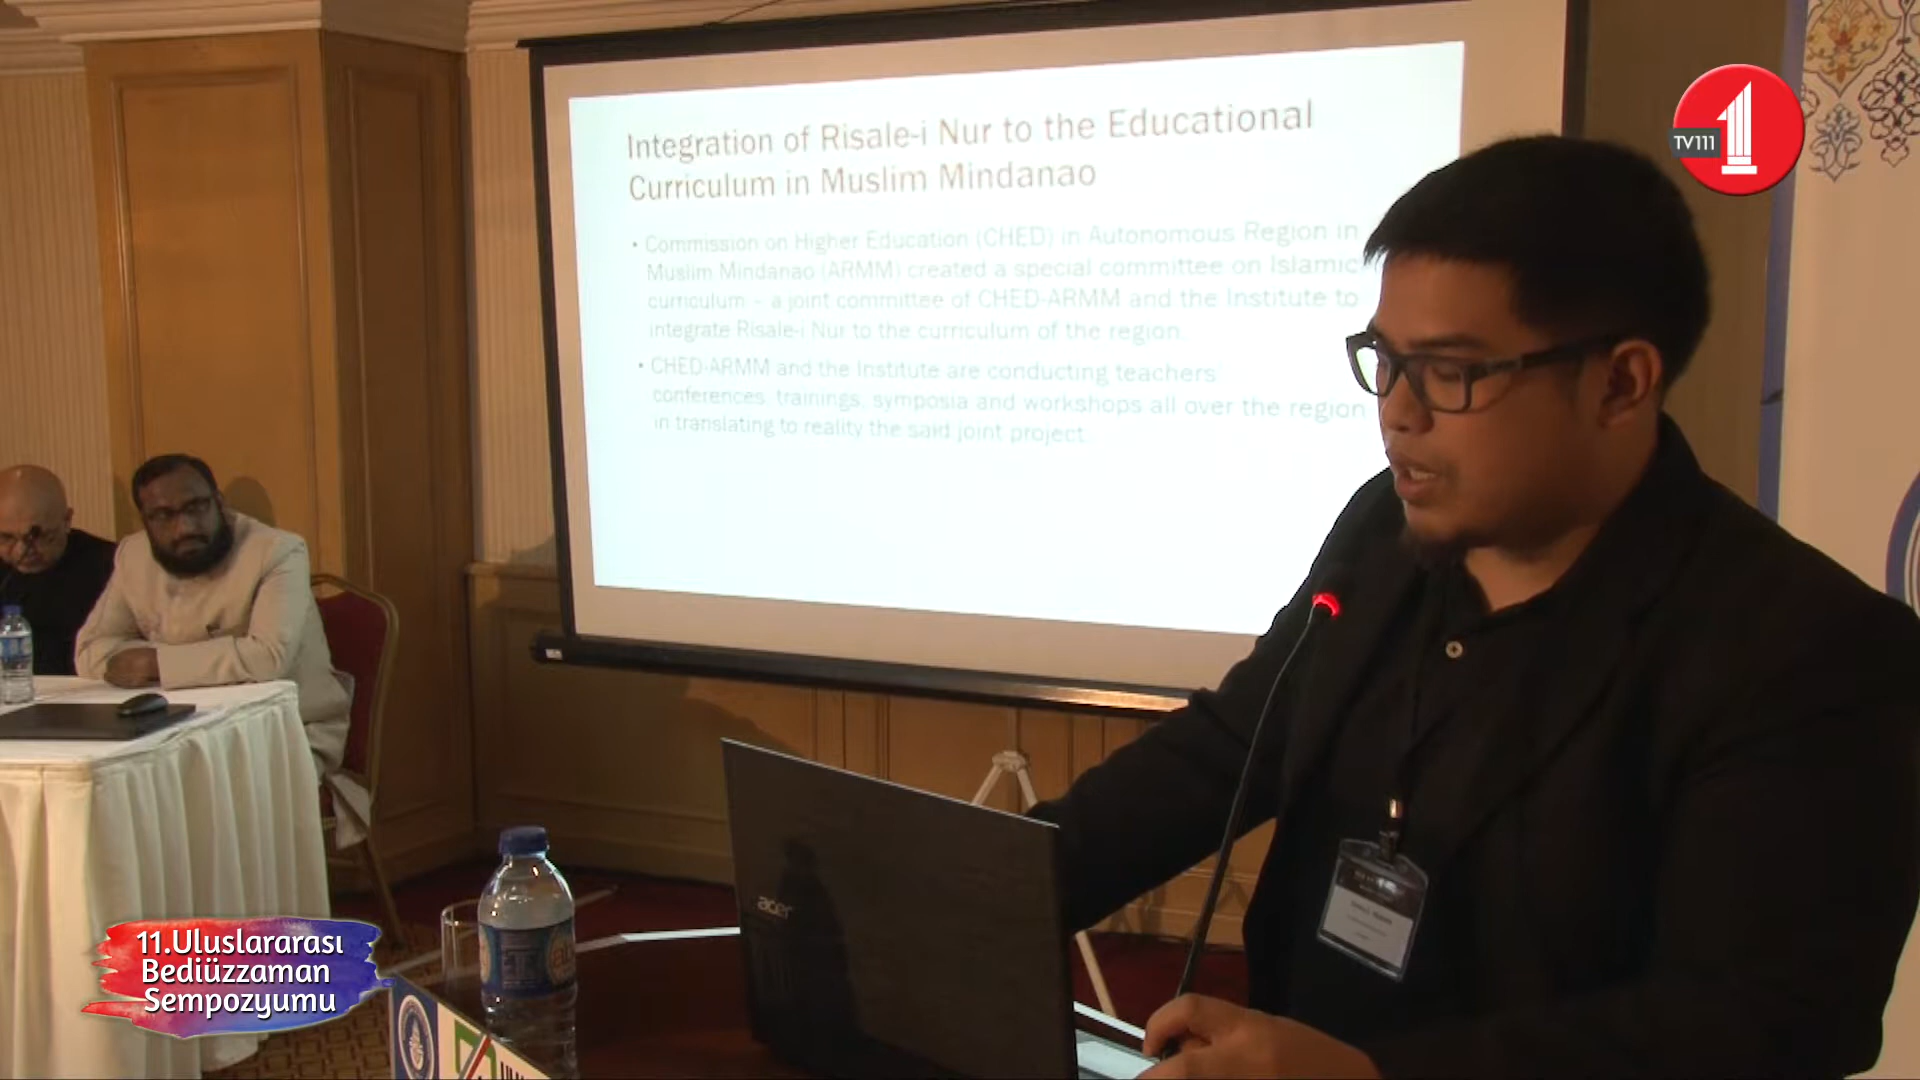 Integration of Risale-i Nur to the Educational
Curriculum in Muslim Mindanao
• Commission on Higher Education (CHED) in Autonomous Region in
Muslim Mindanao (ARMM) created a special committee on Islamic
curriculum - a joint committee of CHED-ARMM and the Institute to
integrate Risale-i Nur to the curriculum of the region.
• CHED-ARMM and the Institute are conducting teachers'
conferences, trainings, symposia and workshops all over the region
in translating to reality the said joint project.
TV111
1
acer
11.Uluslararası
Bediüzzaman
Sempozyumu